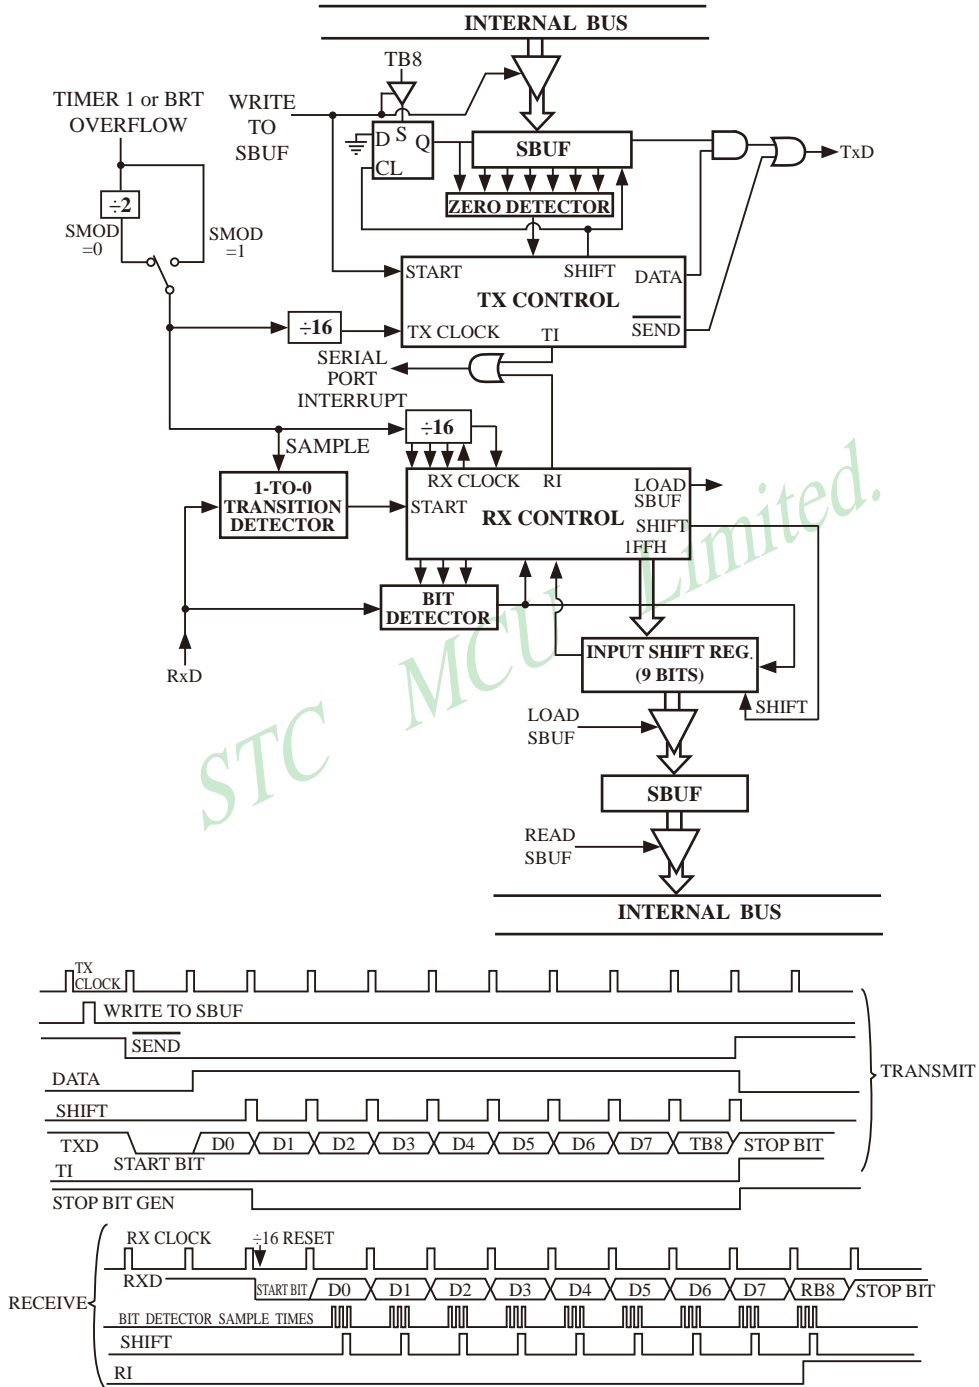 INTERNAL BUS
TB8
TIMER 1 or BRT
OVERFLOW
WRITE
TO
SBUF
D S Q
CL
SBUF
TxD
÷2
ZERO DETECTOR
SMOD
=0
SMOD
=1
START
SHIFT
DATA
TX CONTROL
÷16
TX CLOCK
TI
SEND
SERIAL
PORT
INTERRUPT
÷16
SAMPLE
1-TO-0
TRANSITION
DETECTOR
RX CLOCK
RI
LOAD
SBUF
START
RX CONTROL
SHIFT
1FFH
BIT
DETECTOR
RxD
INPUT SHIFT REG.
(9 BITS)
SHIFT
LOAD
SBUF
SBUF
READ
SBUF
INTERNAL BUS
STC MCU Limited.
TX
CLOCK
WRITE TO SBUF
SEND
DATA
TRANSMIT
SHIFT
TXD
START BIT
D0 D1 D2 D3 D4 D5 D6 D7 TB8 STOP BIT
TI
STOP BIT GEN
RX CLOCK
÷16 RESET
RXD
START BIT D0 D1 D2 D3 D4 D5 D6 D7 RB8 STOP BIT
RECEIVE
BIT DETECTOR SAMPLE TIMES
SHIFT
RI